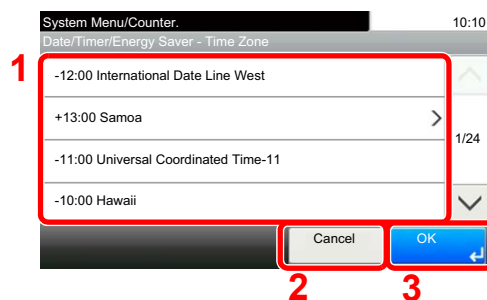 System Menu/Counter.
10:10
Date/Timer/Energy Saver - Time Zone
1
-12:00 International Date Line West
+13:00 Samoa
1/24
-11:00 Universal Coordinated Time-11
-10:00 Hawaii
Cancel
OK
2
3